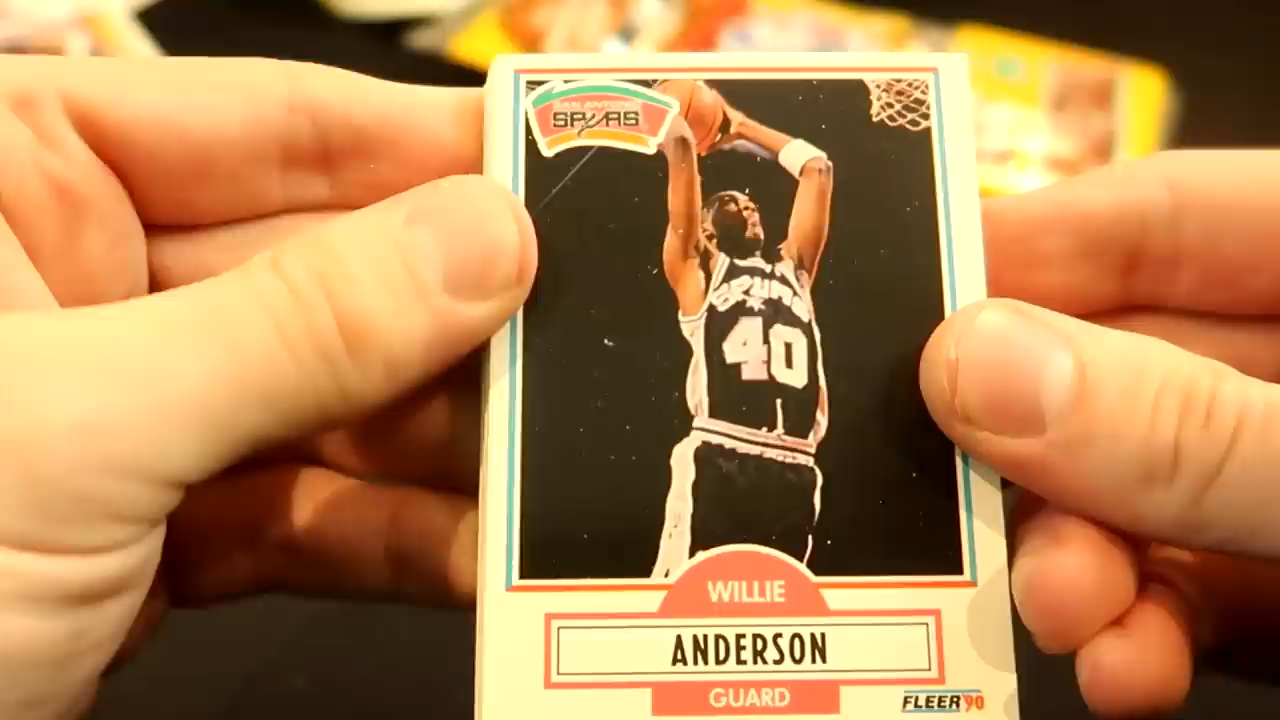 SAN ANTONIO
SPURS
SPURS
40
WILLIE
ANDERSON
GUARD
FLEER '90